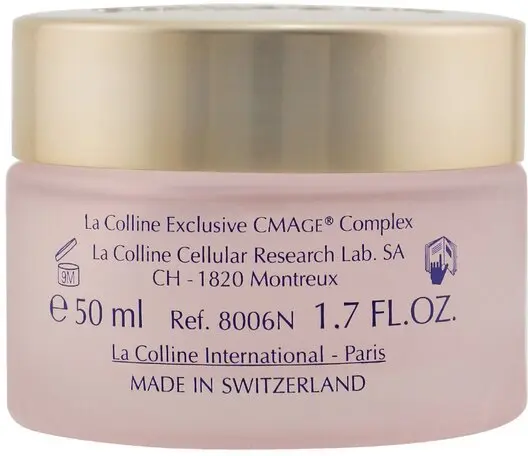 La Colline Exclusive CMAGE® Complex
La Colline Cellular Research Lab. SA
CH - 1820 Montreux
9M
℮ 50 ml Ref. 8006N 1.7 FL.OZ.
La Colline International - Paris
MADE IN SWITZERLAND